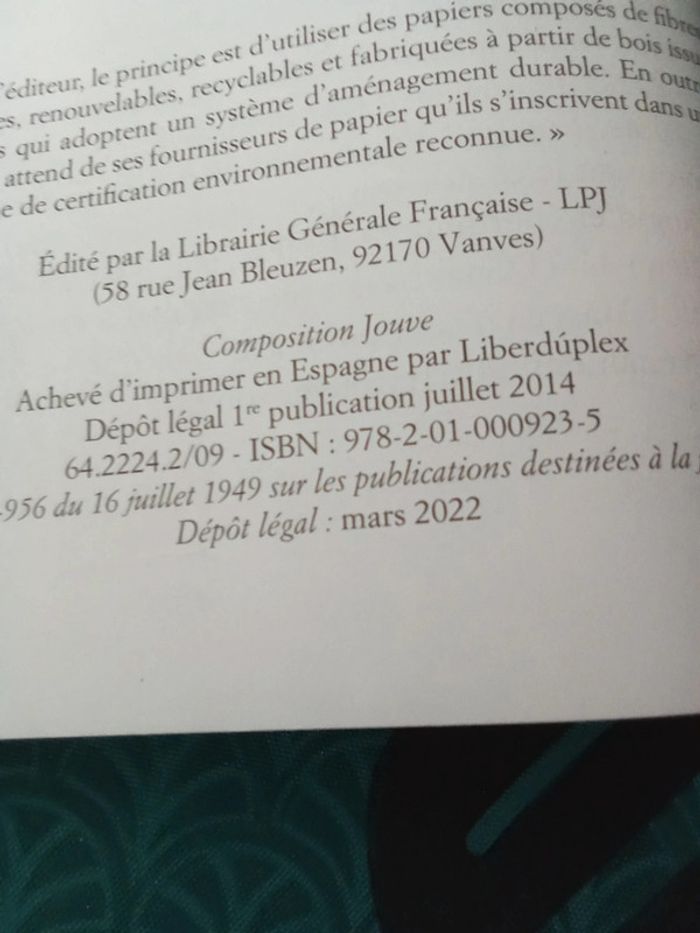 l'éditeur, le principe est d'utiliser des papiers composés de fibres
renouvelables, recyclables et fabriquées à partir de bois
qui adoptent un système d'aménagement durable. En
attend de ses fournisseurs de papier qu'ils s'inscrivent dans
de certification environnementale reconnue. »
Édité par la Librairie Générale Française - LPJ
(58 rue Jean Bleuzen, 92170 Vanves)
Composition Jouve
Achevé d'imprimer en Espagne par Liberdúplex
Dépôt légal 1re publication juillet 2014
64.2224.2/09 - ISBN : 978-2-01-000923-5
956 du 16 juillet 1949 sur les publications destinées à la
Dépôt légal : mars 2022